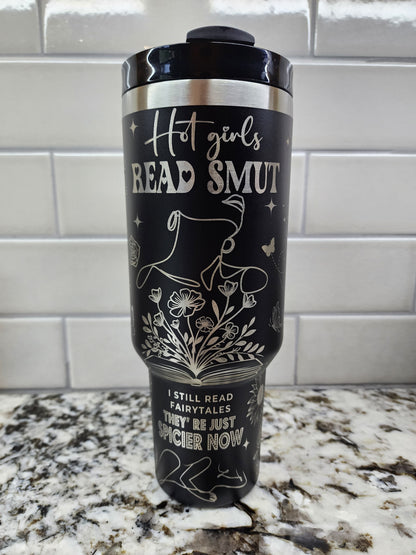 Hot girls
READ SMUT
I STILL READ
FAIRYTALES
THEY' RE JUST
SPICIER NOW